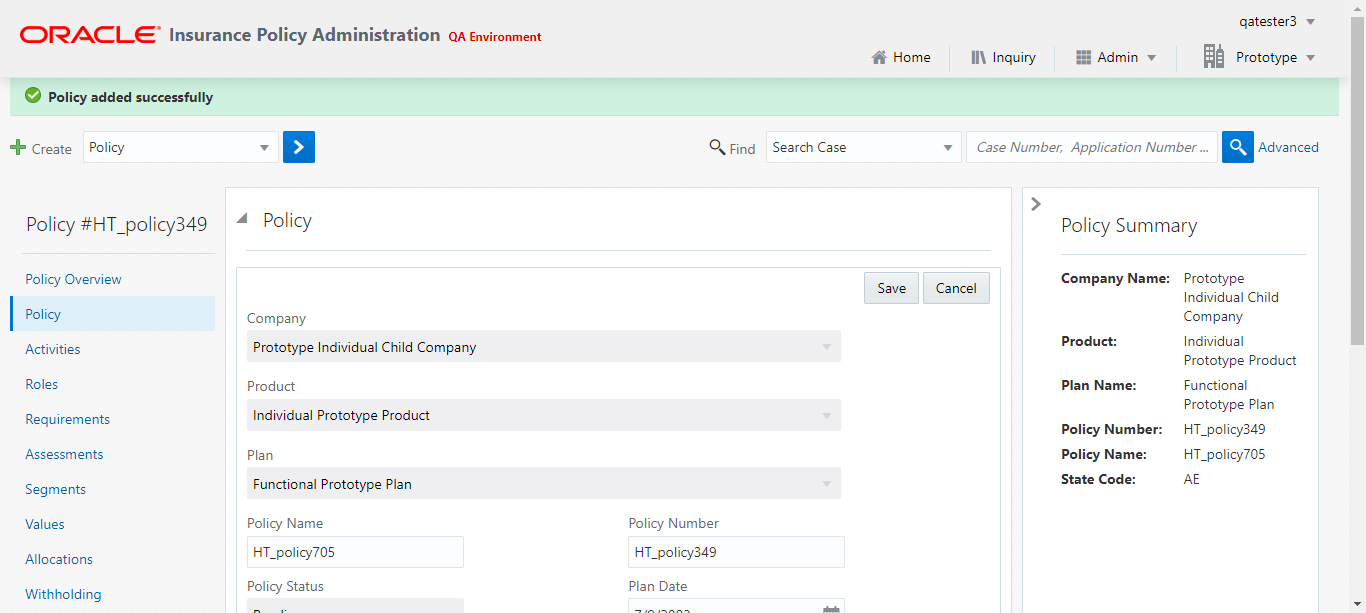 ORACLE Insurance Policy Administration QA Environment
qatester3
Home Inquiry Admin Prototype
Policy added successfully
Create Policy
Find Search Case Case Number, Application Number ... Advanced
Policy #HT_policy349
Policy Overview
Policy
Activities
Roles
Requirements
Assessments
Segments
Values
Allocations
Withholding
Policy
Save Cancel
Company
Prototype Individual Child Company
Product
Individual Prototype Product
Plan
Functional Prototype Plan
Policy Name Policy Number
HT_policy705 HT_policy349
Policy Status Plan Date
Policy Summary
Company Name: Prototype
Individual Child
Company
Product: Individual
Prototype Product
Plan Name: Functional
Prototype Plan
Policy Number: HT_policy349
Policy Name: HT_policy705
State Code: AE